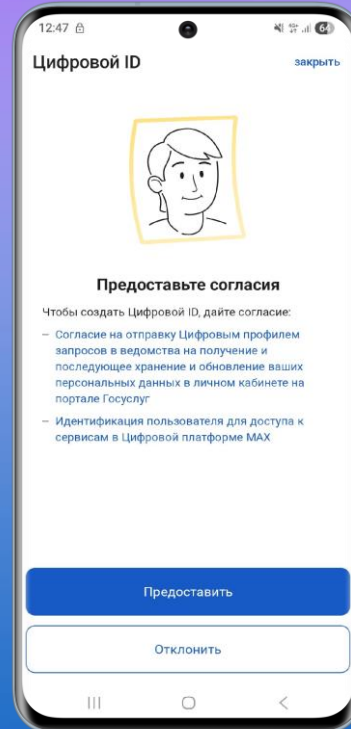 12:47
64
Цифровой ID
закрыть
Предоставьте согласия
Чтобы создать Цифровой ID, дайте согласие:
– Согласие на отправку Цифровым профилем
запросов в ведомства на получение и
последующее хранение и обновление ваших
персональных данных в личном кабинете на
портале Госуслуг
– Идентификация пользователя для доступа к
сервисам в Цифровой платформе MAX
Предоставить
Отклонить